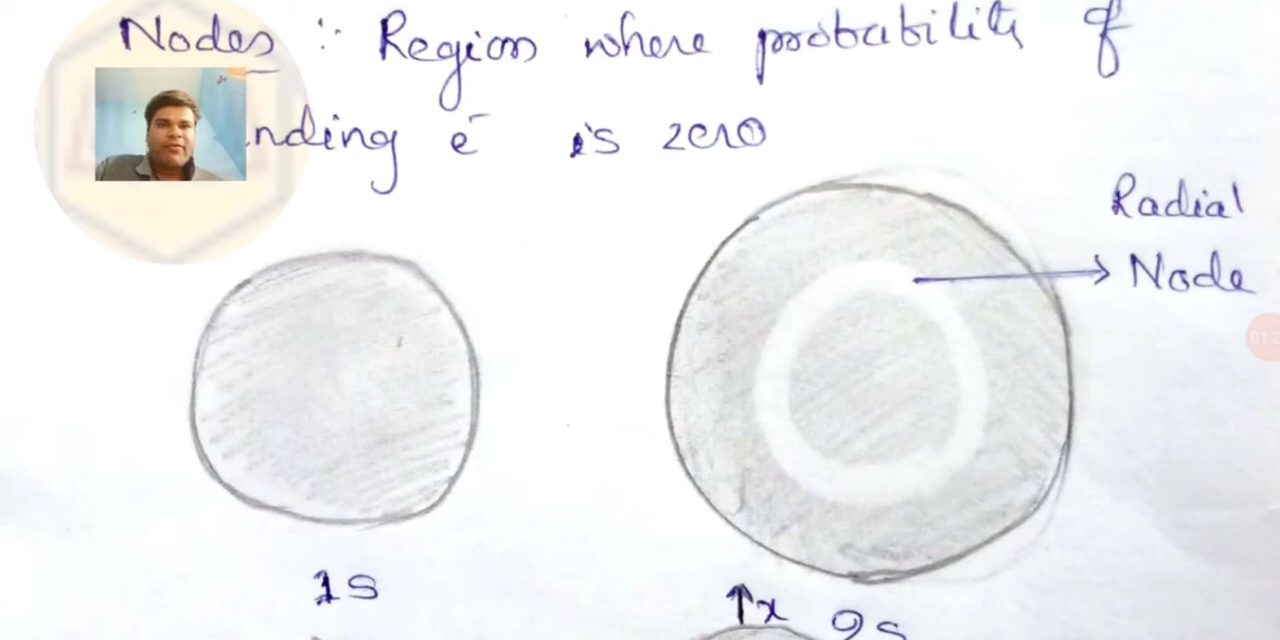 Nodes :- Region where probability of
nding e⁻ is zero
Radial
Node
1S
x 2S